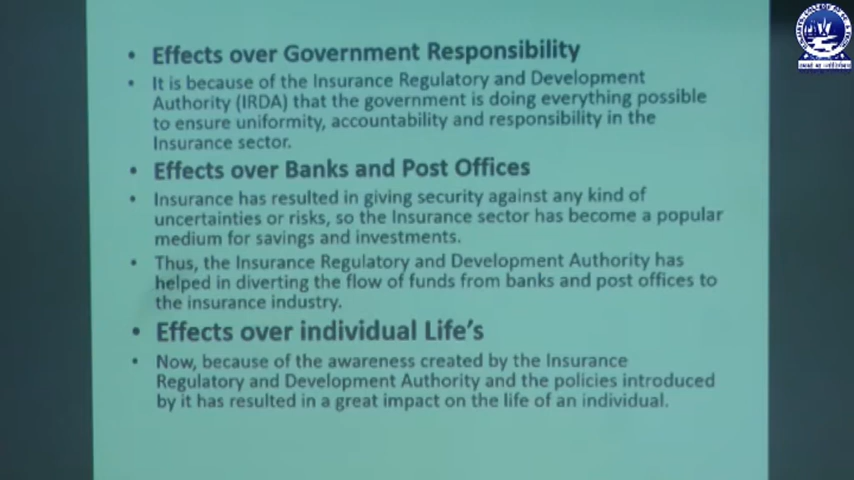 • Effects over Government Responsibility
• It is because of the Insurance Regulatory and Development
Authority (IRDA) that the government is doing everything possible
to ensure uniformity, accountability and responsibility in the
Insurance sector.
• Effects over Banks and Post Offices
• Insurance has resulted in giving security against any kind of
uncertainties or risks, so the Insurance sector has become a popular
medium for savings and investments.
• Thus, the Insurance Regulatory and Development Authority has
helped in diverting the flow of funds from banks and post offices to
the insurance industry.
• Effects over individual Life's
• Now, because of the awareness created by the Insurance
Regulatory and Development Authority and the policies introduced
by it has resulted in a great impact on the life of an individual.